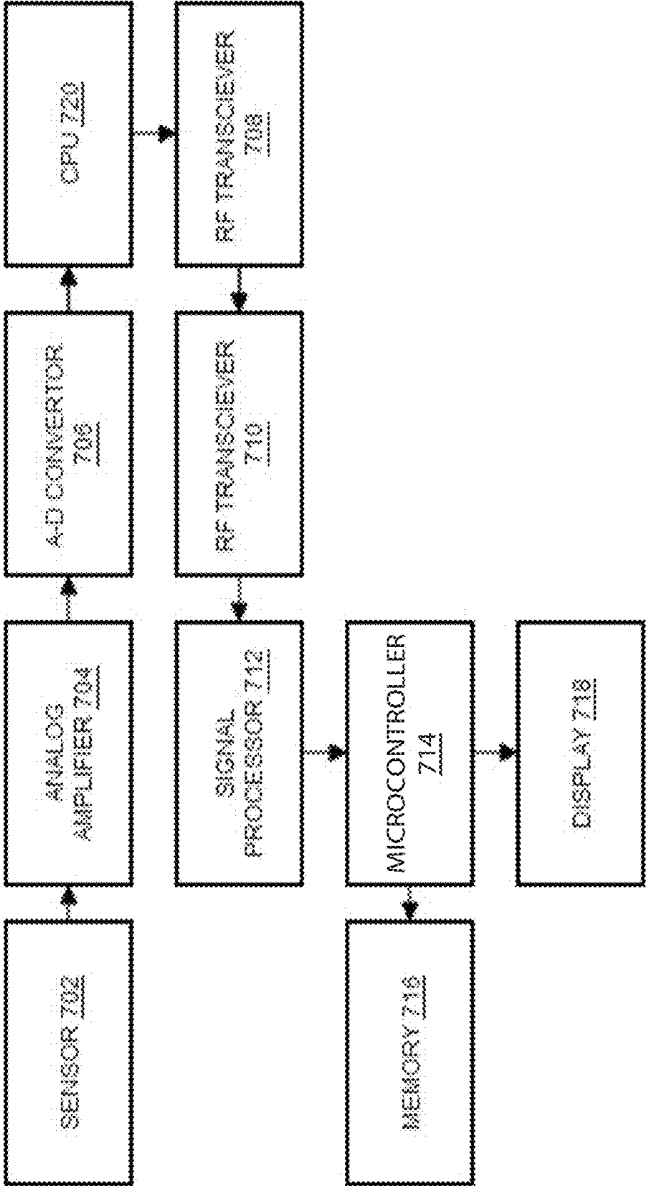 SENSOR 702
ANALOG
AMPLIFIER 704
A-D CONVERTOR
706
CPU 720
RF TRANSCIEVER
708
RF TRANSCIEVER
710
SIGNAL
PROCESSOR 712
MICROCONTROLLER
714
MEMORY 716
DISPLAY 718